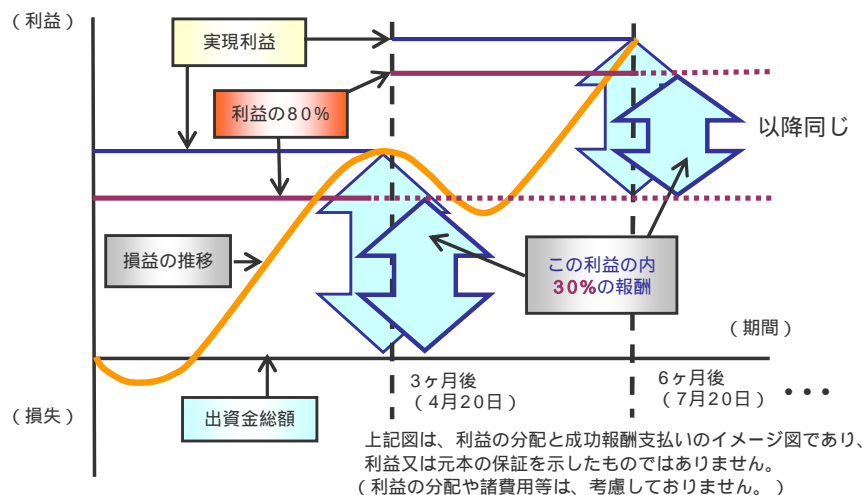 （利益）
実現利益
利益の80％
以降同じ
損益の推移
この利益の内
30%の報酬
（期間）
3ヶ月後
（4月20日）
6ヶ月後
（7月20日）
・・・
（損失）
出資金総額
上記図は、利益の分配と成功報酬支払いのイメージ図であり、
利益又は元本の保証を示したものではありません。
（利益の分配や諸費用等は、考慮しておりません。）